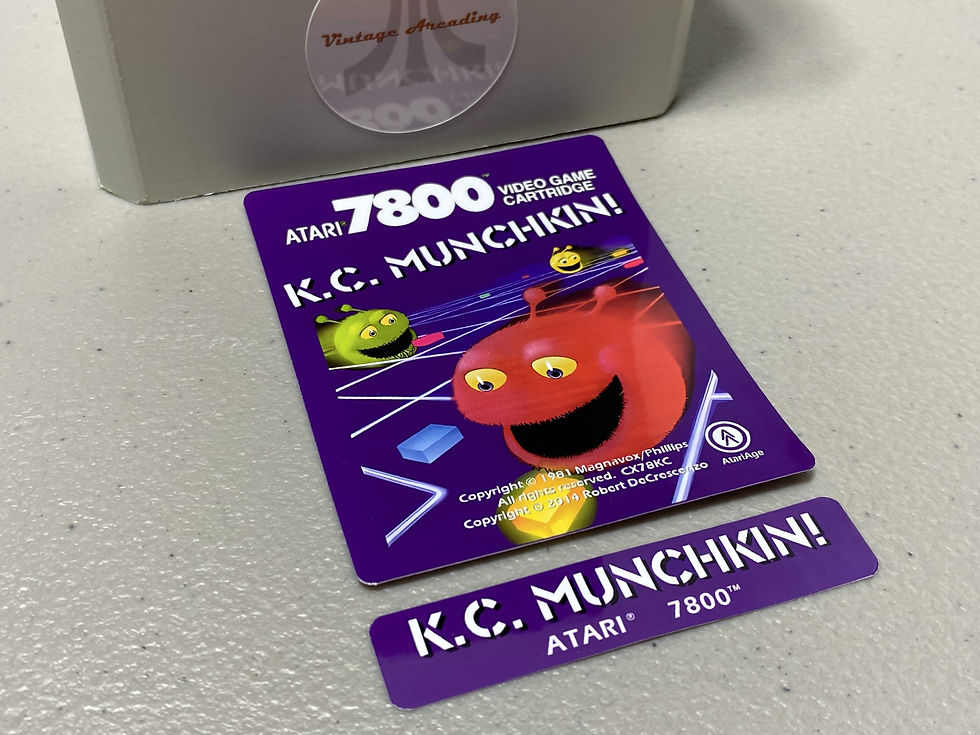 Vintage Arcading
ATARI® 7800™ VIDEO GAME
CARTRIDGE
K.C. MUNCHKIN!
Copyright © 1981 Magnavox/Phillips
All rights reserved. CX78KC
Copyright © 2014 Robert DeCrescenzo
AtariAge
K.C. MUNCHKIN!
ATARI® 7800™